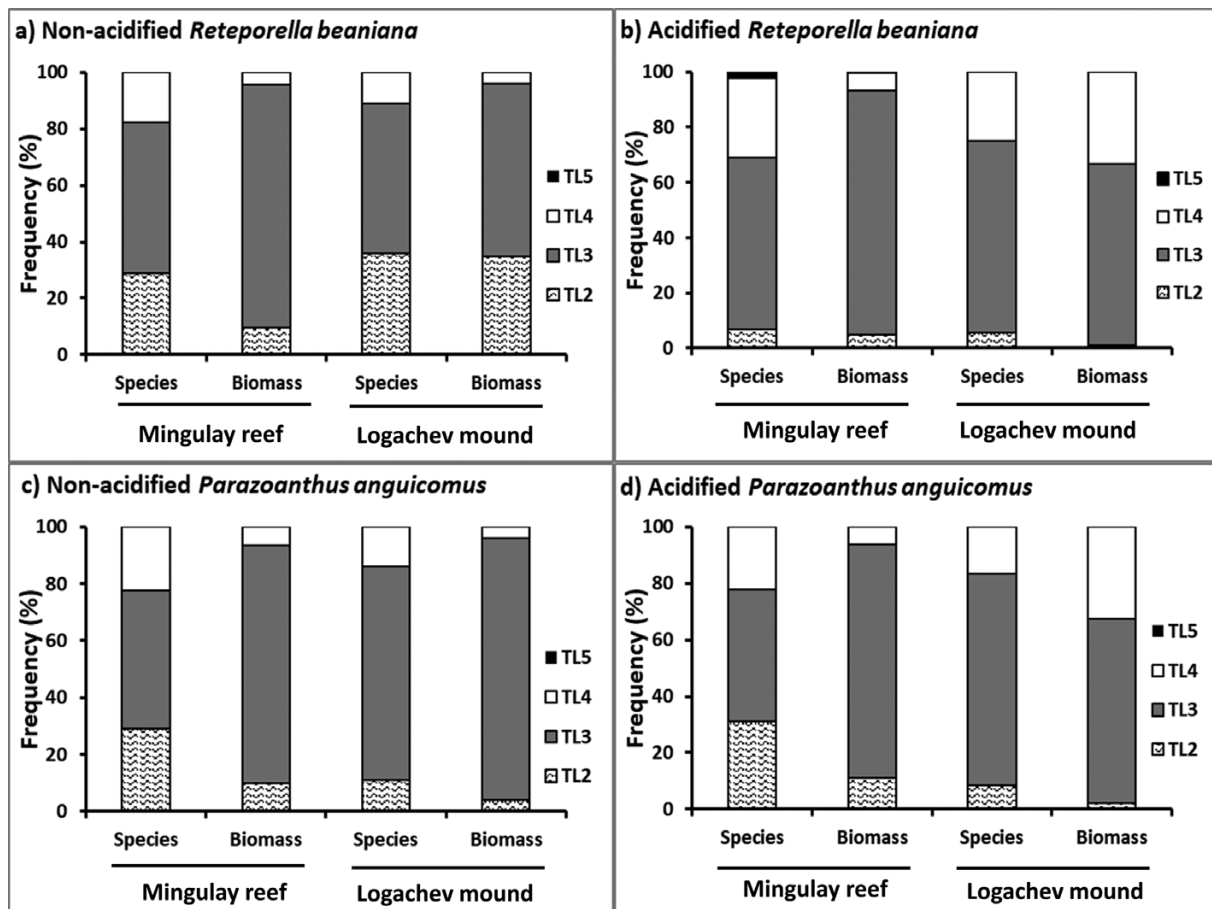 a) Non-acidified Reteporella beaniana
Frequency (%)
100
80
60
40
20
0
TL5
TL4
TL3
TL2
Species Biomass Species Biomass
Mingulay reef Logachev mound
b) Acidified Reteporella beaniana
Frequency (%)
100
80
60
40
20
0
TL5
TL4
TL3
TL2
Species Biomass Species Biomass
Mingulay reef Logachev mound
c) Non-acidified Parazoanthus anguicomus
Frequency (%)
100
80
60
40
20
0
TL5
TL4
TL3
TL2
Species Biomass Species Biomass
Mingulay reef Logachev mound
d) Acidified Parazoanthus anguicomus
Frequency (%)
100
80
60
40
20
0
TL5
TL4
TL3
TL2
Species Biomass Species Biomass
Mingulay reef Logachev mound